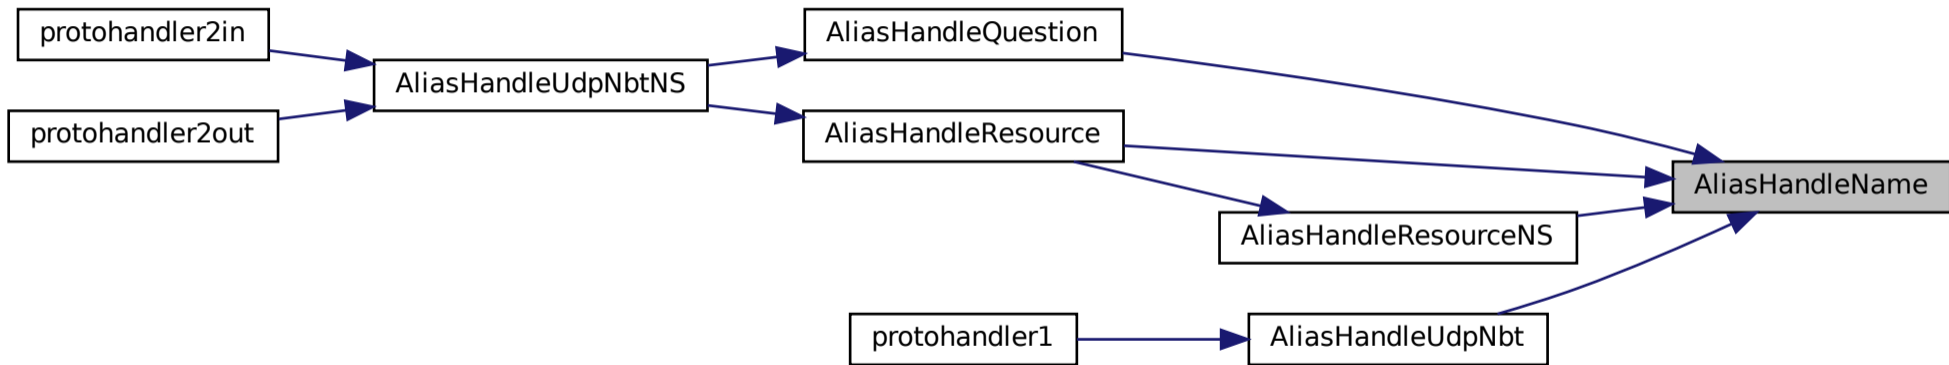 protohandler2in
AliasHandleQuestion
AliasHandleUdpNbtNS
protohandler2out
AliasHandleResource
AliasHandleName
AliasHandleResourceNS
protohandler1
AliasHandleUdpNbt